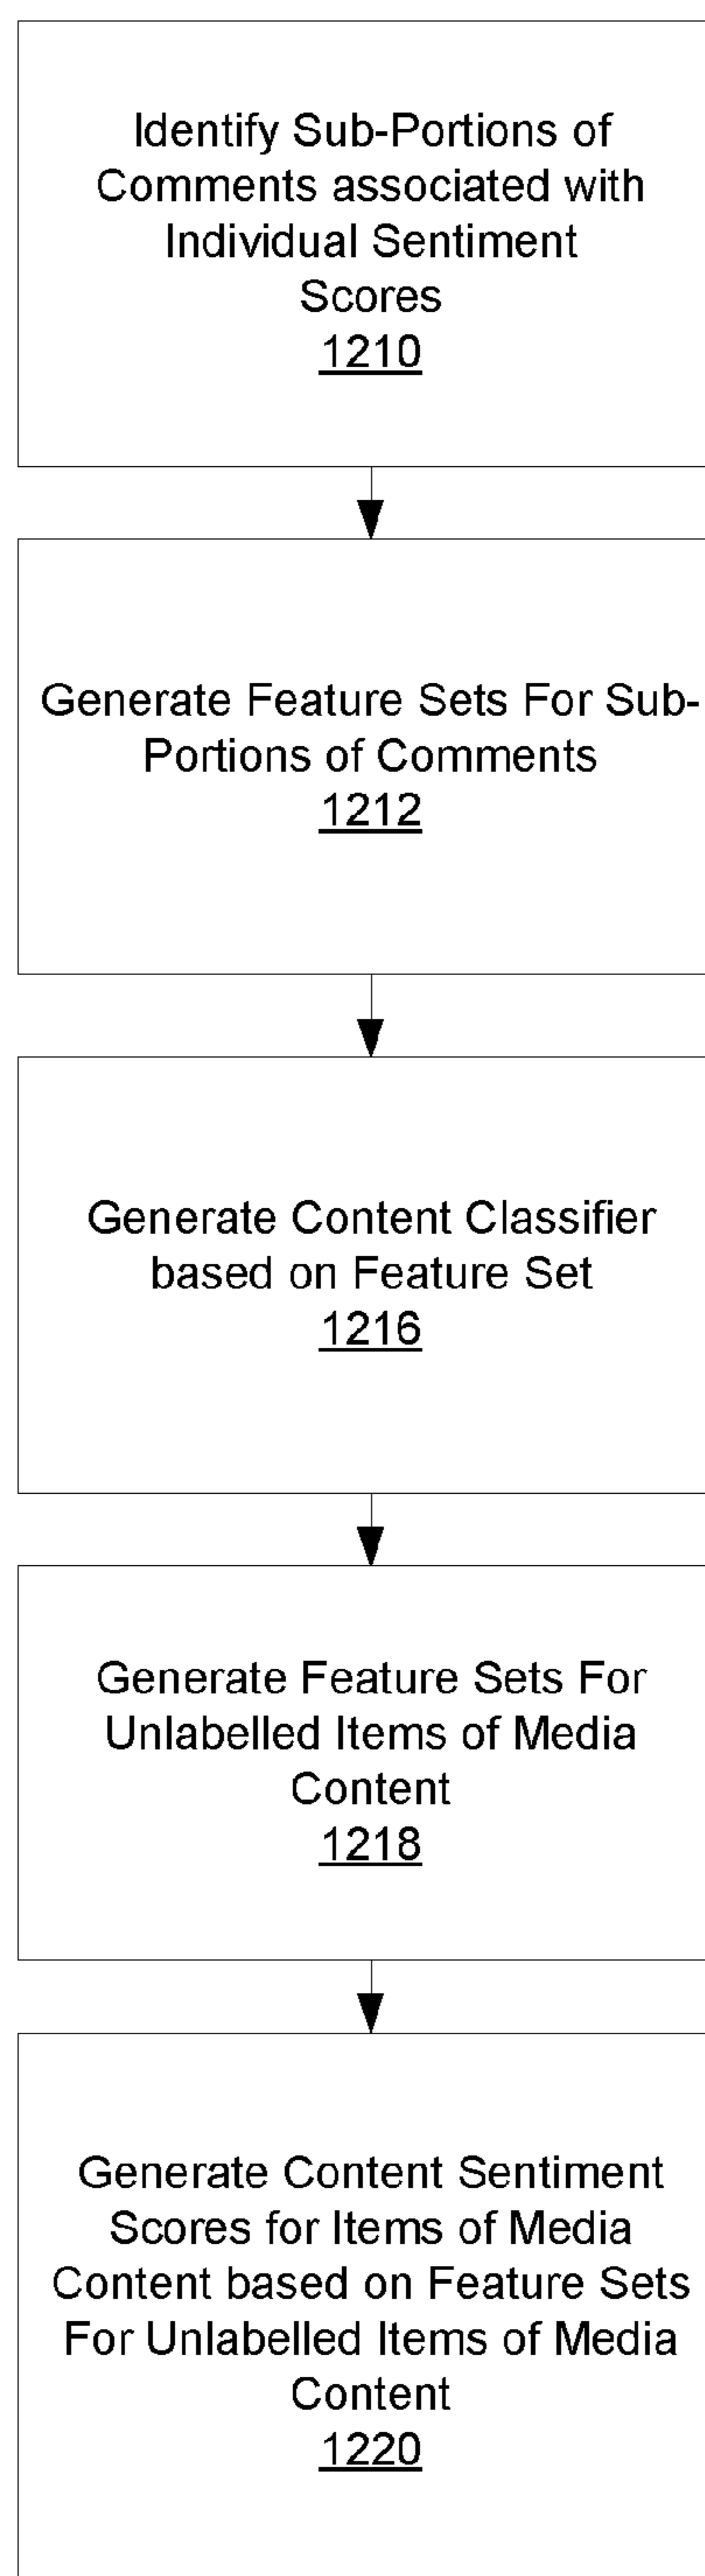 Identify Sub-Portions of
Comments associated with
Individual Sentiment
Scores
1210
Generate Feature Sets For Sub-
Portions of Comments
1212
Generate Content Classifier
based on Feature Set
1216
Generate Feature Sets For
Unlabelled Items of Media
Content
1218
Generate Content Sentiment
Scores for Items of Media
Content based on Feature Sets
For Unlabelled Items of Media
Content
1220